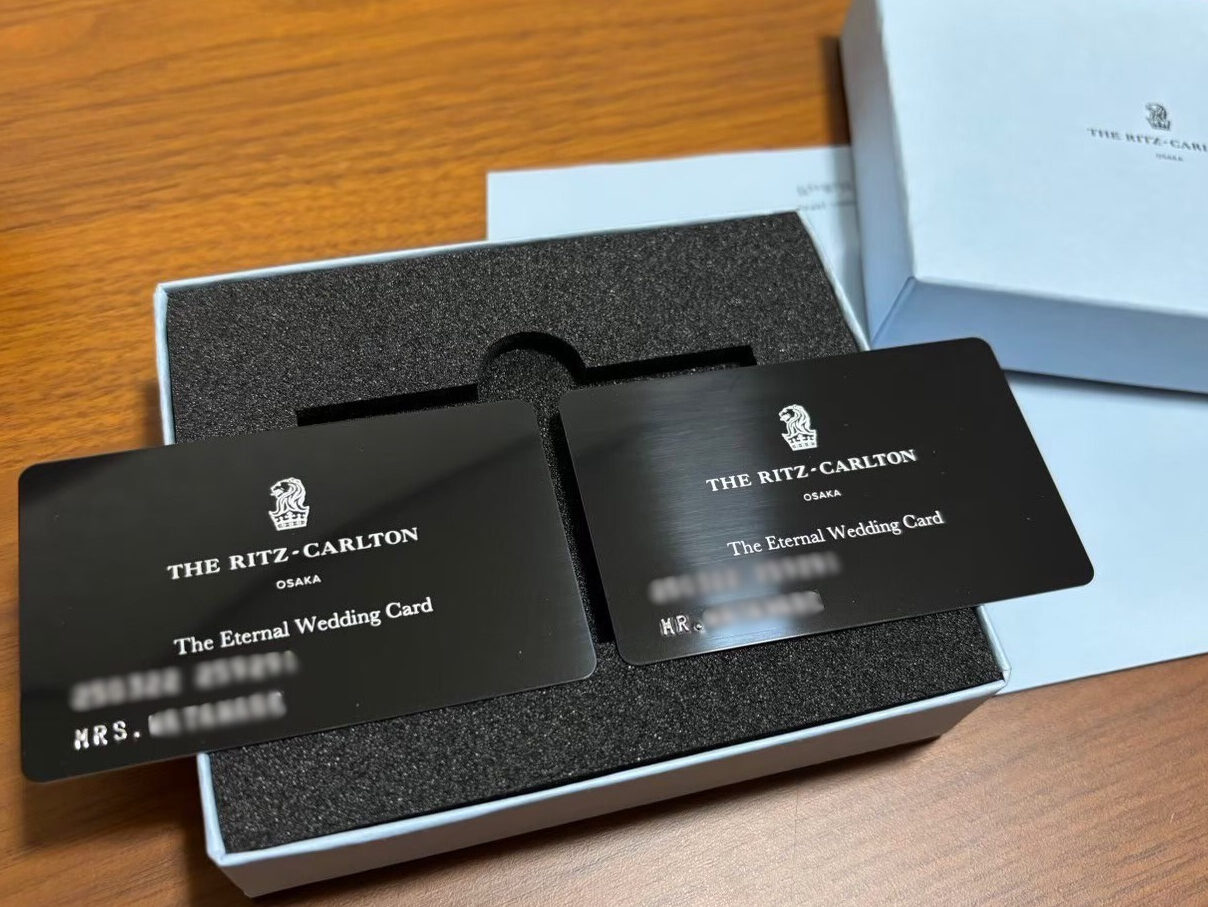 THE RITZ-CARL
OSAKA
THE RITZ-CARLTON
OSAKA
The Eternal Wedding Card
MRS.
THE RITZ-CARLTON
OSAKA
The Eternal Wedding Card
MR.